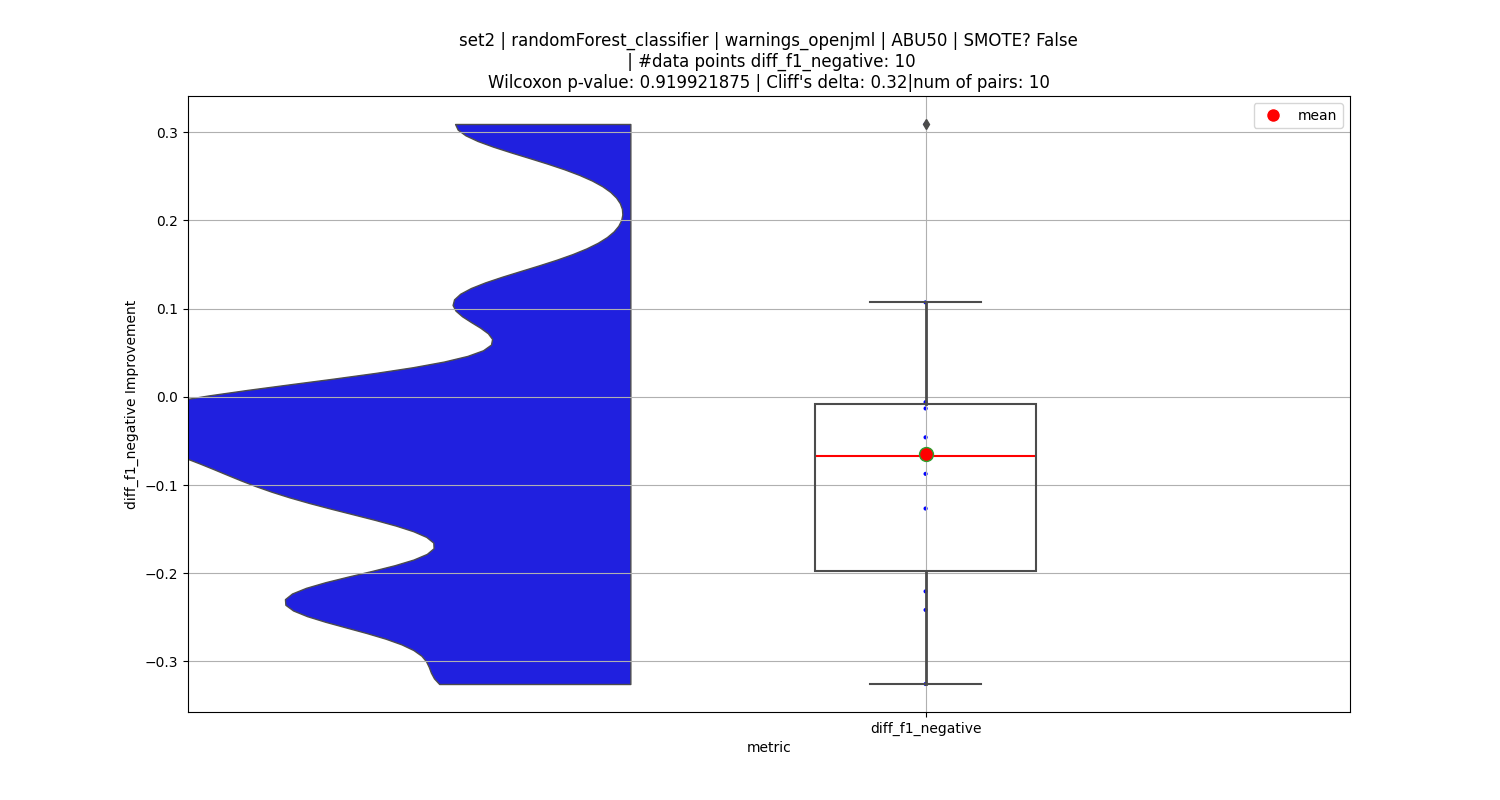 set2 | randomForest_classifier | warnings_openjml | ABU50 | SMOTE? False
| #data points diff_f1_negative: 10
Wilcoxon p-value: 0.919921875 | Cliff's delta: 0.32|num of pairs: 10
mean
0.3
0.2
0.1
0.0
−0.1
−0.2
−0.3
diff_f1_negative Improvement
diff_f1_negative
metric